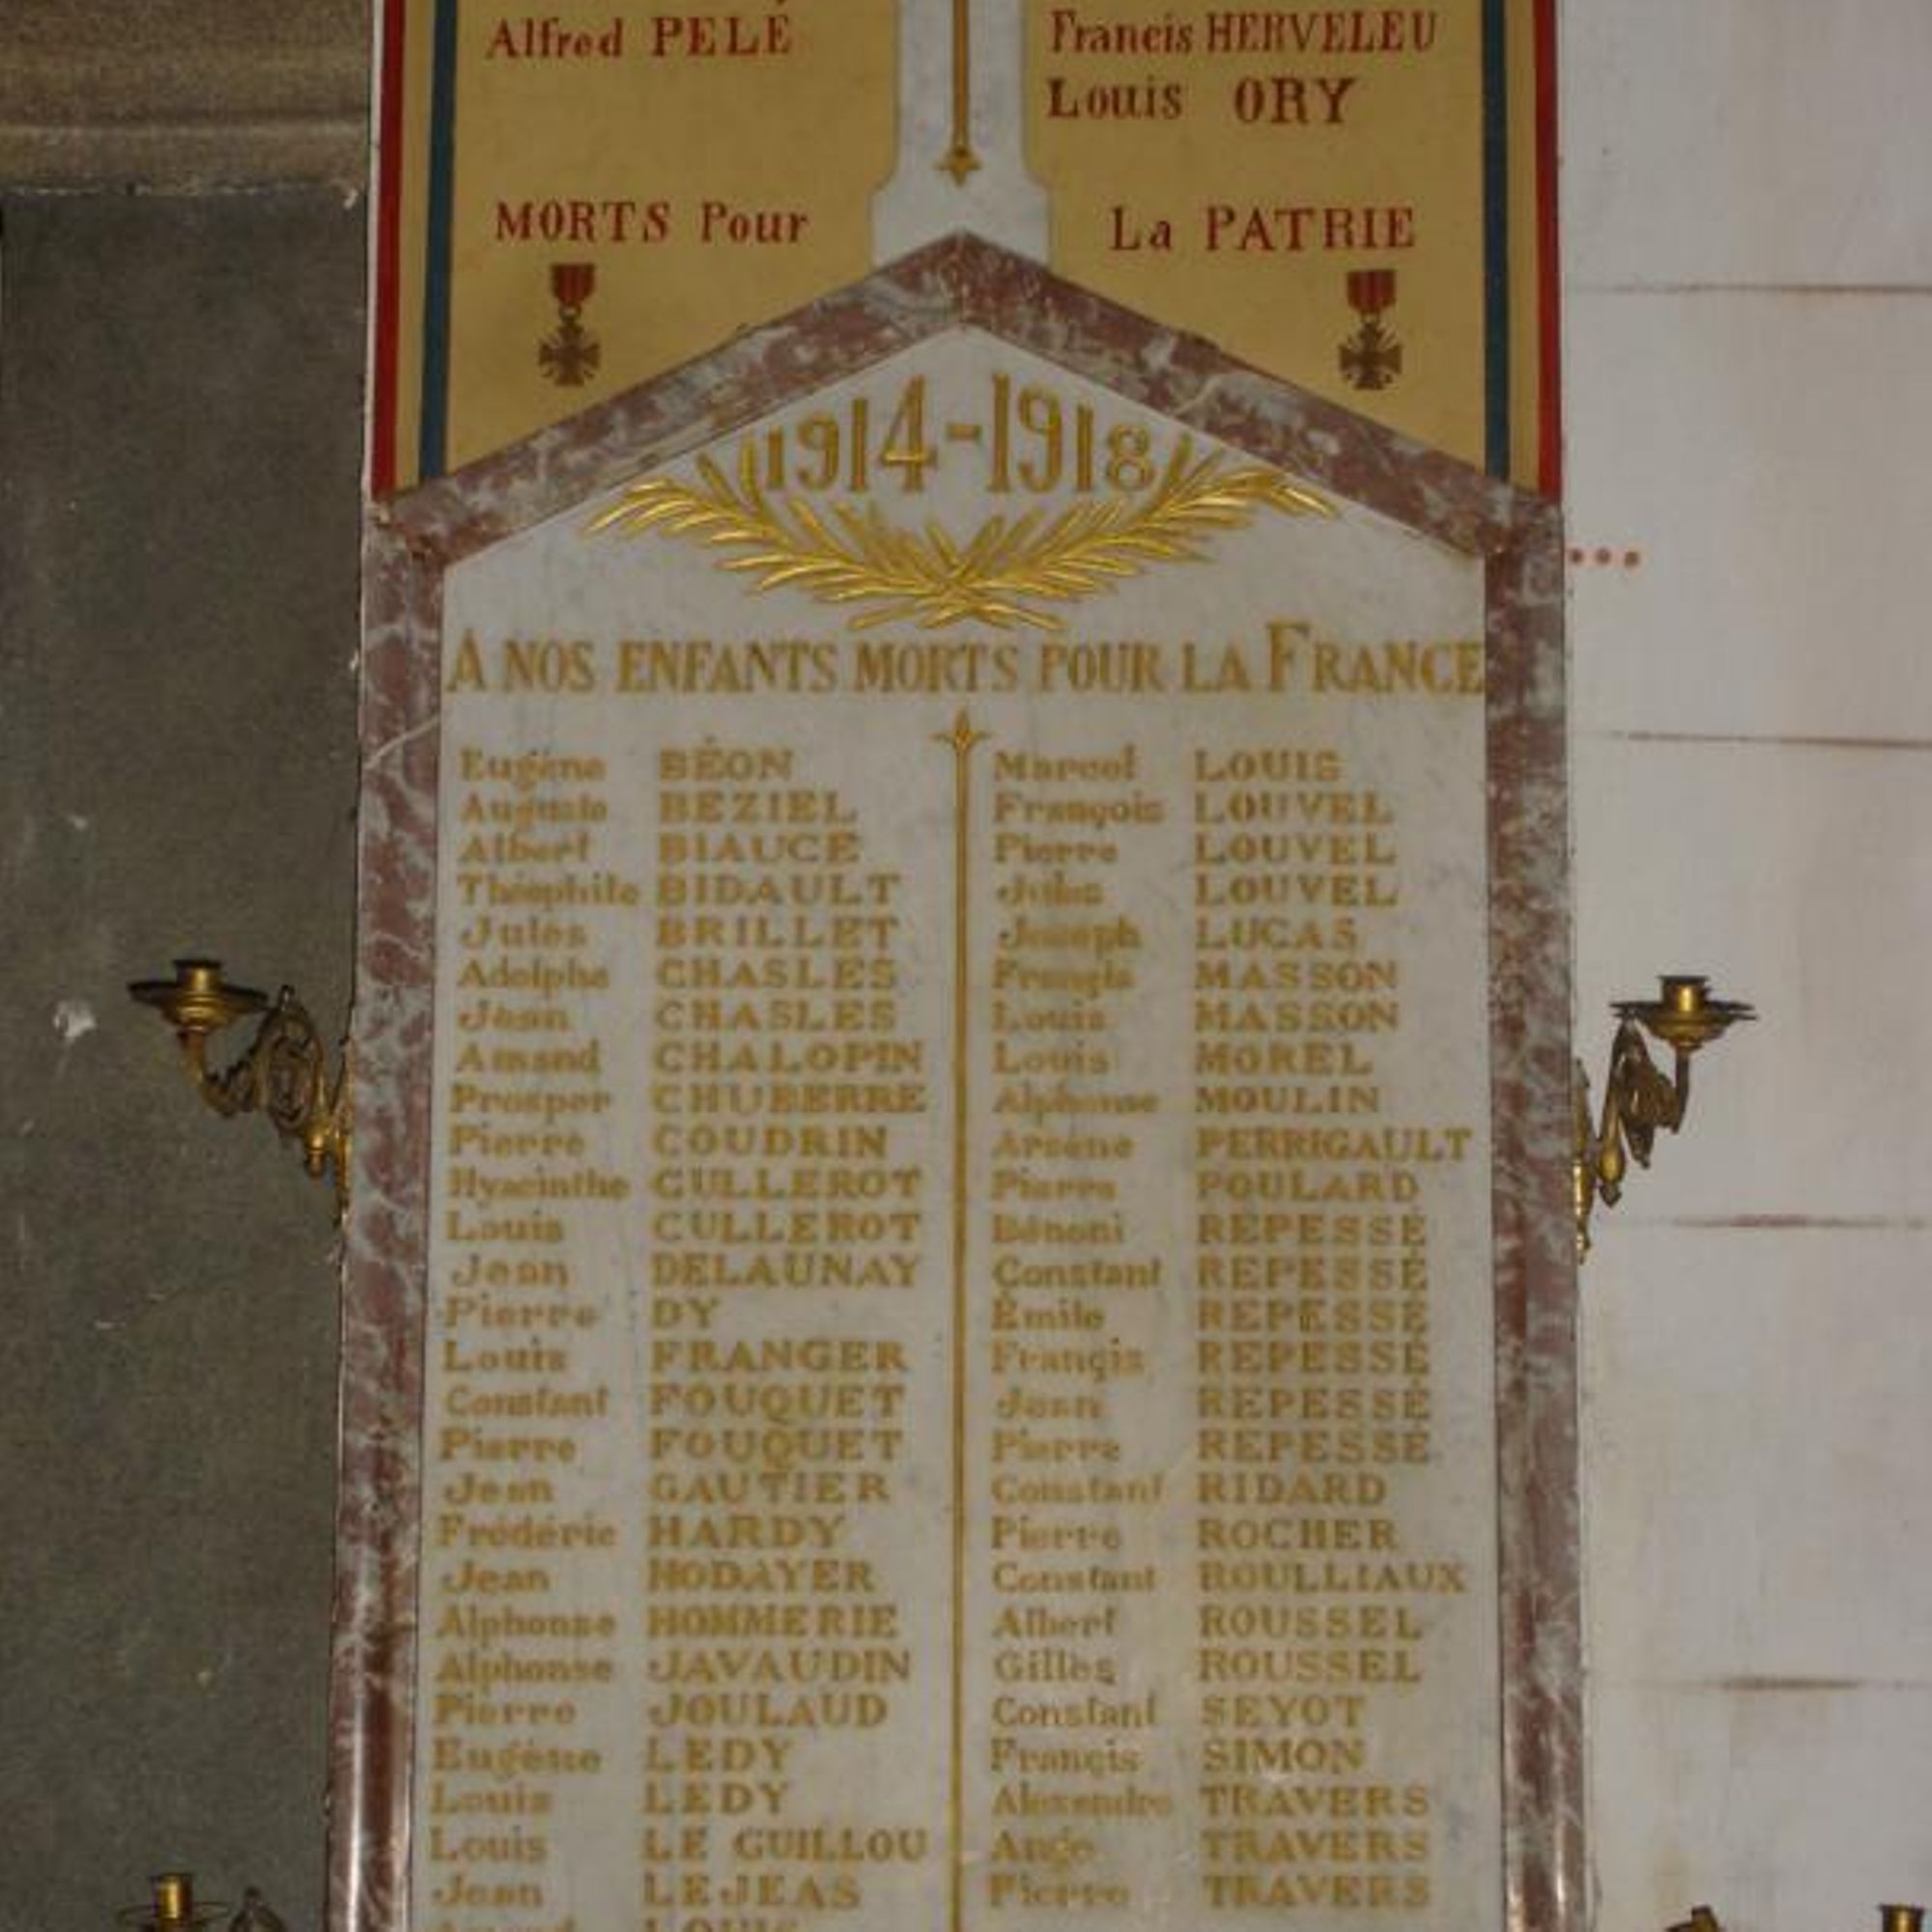 Alfred PELÉ
MORTS Pour
Francis HERVELEU
Louis ORY
La PATRIE
1914-1918
A NOS ENFANTS MORTS POUR LA FRANCE
Eugène BÉON
Auguste BEZIEL
Albert BIAUCE
Théophile BIDAULT
Jules BRILLET
Adolphe CHASLES
Jean CHASLES
Amand CHALOPIN
Prosper CHUBERRE
Pierre COUDRIN
Hyacinthe CULLEROT
Louis CULLEROT
Jean DELAUNAY
Pierre DY
Louis FRANGER
Constant FOUQUET
Pierre FOUQUET
Jean GAUTIER
Frédéric HARDY
Jean HODAYER
Alphonse HOMMERIE
Alphonse JAVAUDIN
Pierre JOULAUD
Eugène LEDY
Louis LEDY
Louis LE GUILLOU
Jean LEJEAS
LOUIS
Marcel LOUIS
François LOUVEL
Pierre LOUVEL
Jules LOUVEL
Joseph LUCAS
Francis MASSON
Louis MASSON
Louis MOREL
Alphonse MOULIN
Arsène PERRIGAULT
Pierre POULARD
Bénoni REPESSÉ
Constant REPESSÉ
Émile REPESSÉ
Francis REPESSÉ
Jean REPESSÉ
Pierre REPESSÉ
Constant RIDARD
Pierre ROCHER
Constant ROULLIAUX
Albert ROUSSEL
Gilles ROUSSEL
Constant SEYOT
Francis SIMON
Alexandre TRAVERS
Ange TRAVERS
Pierre TRAVERS